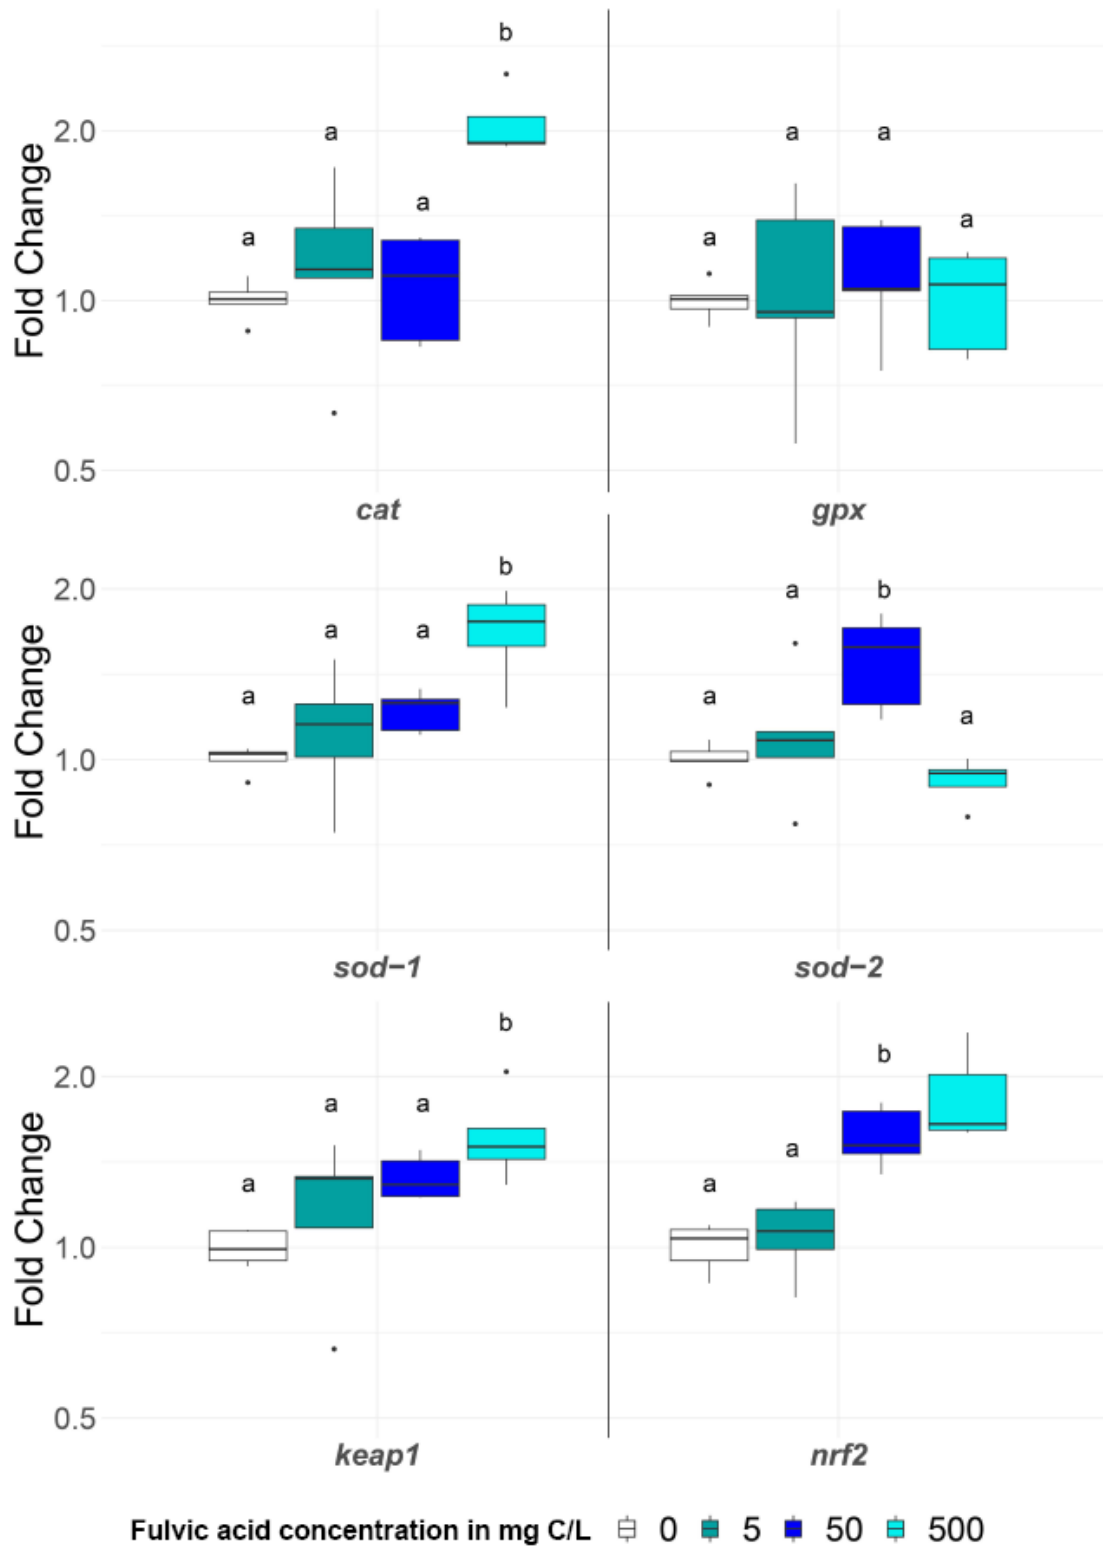 b
2.0
a
a
a
a
a
a
a
Fold Change
1.0
0.5
cat
gpx
b
2.0
a
b
a
a
a
a
a
Fold Change
1.0
0.5
sod−1
sod−2
b
2.0
b
a
a
a
a
a
Fold Change
1.0
0.5
keap1
nrf2
Fulvic acid concentration in mg C/L 0 5 50 500